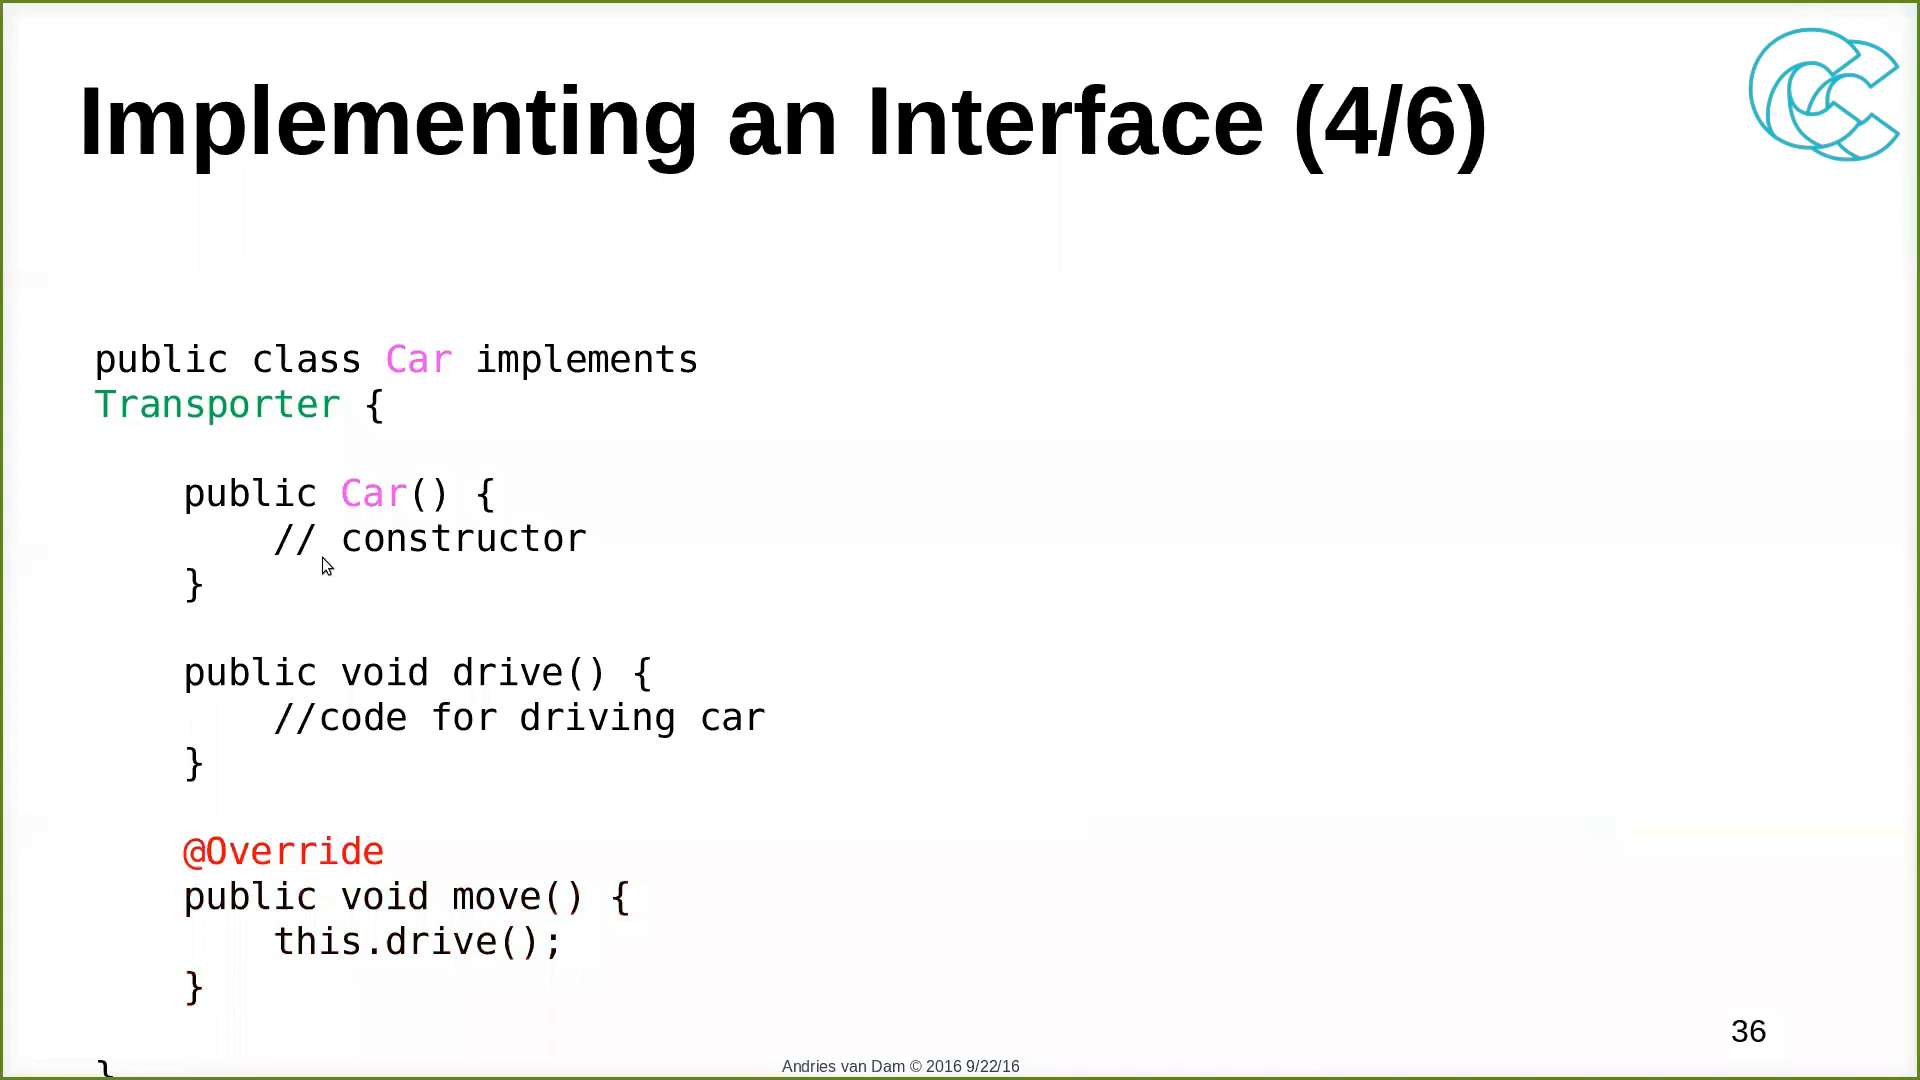 Implementing an Interface (4/6)
public class Car implements
Transporter {
public Car() {
// constructor
}
public void drive() {
//code for driving car
}
@Override
public void move() {
this.drive();
}
}
36
Andries van Dam © 2016 9/22/16